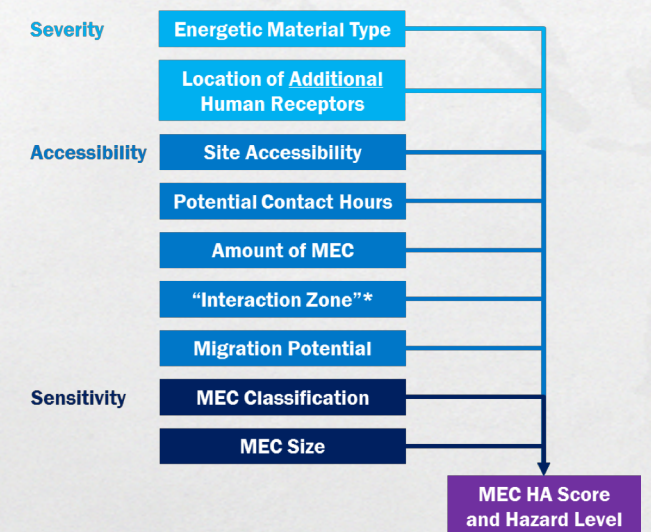 Severity
Energetic Material Type
Location of Additional
Human Receptors
Accessibility
Site Accessibility
Potential Contact Hours
Amount of MEC
“Interaction Zone”*
Migration Potential
Sensitivity
MEC Classification
MEC Size
MEC HA Score
and Hazard Level